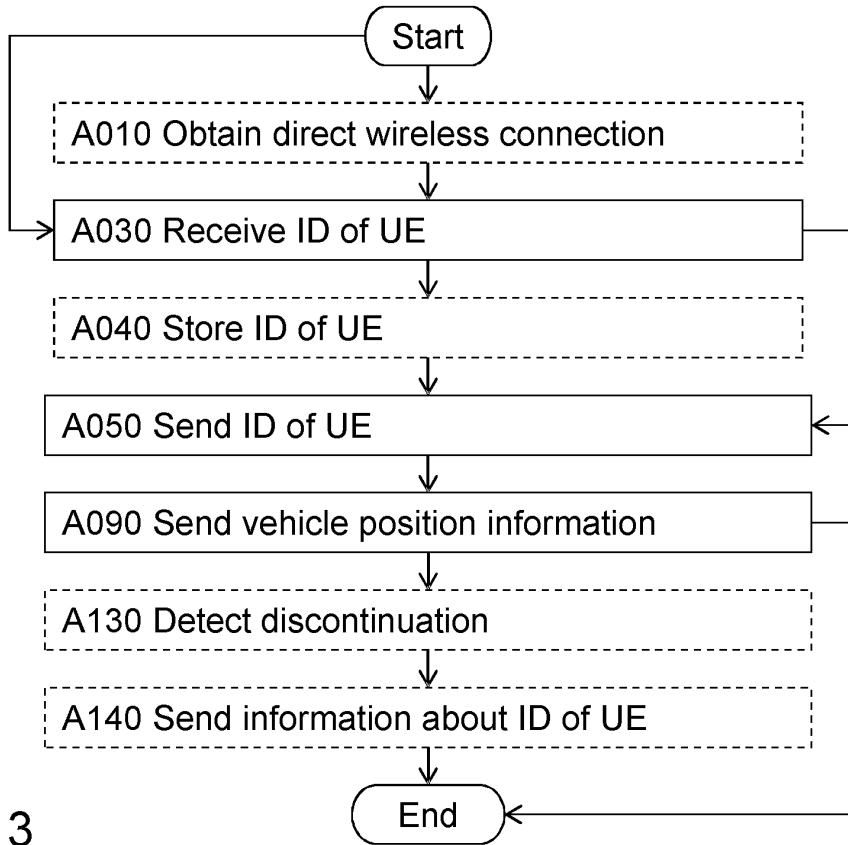 Start
A010 Obtain direct wireless connection
A030 Receive ID of UE
A040 Store ID of UE
A050 Send ID of UE
A090 Send vehicle position information
A130 Detect discontinuation
A140 Send information about ID of UE
End
3